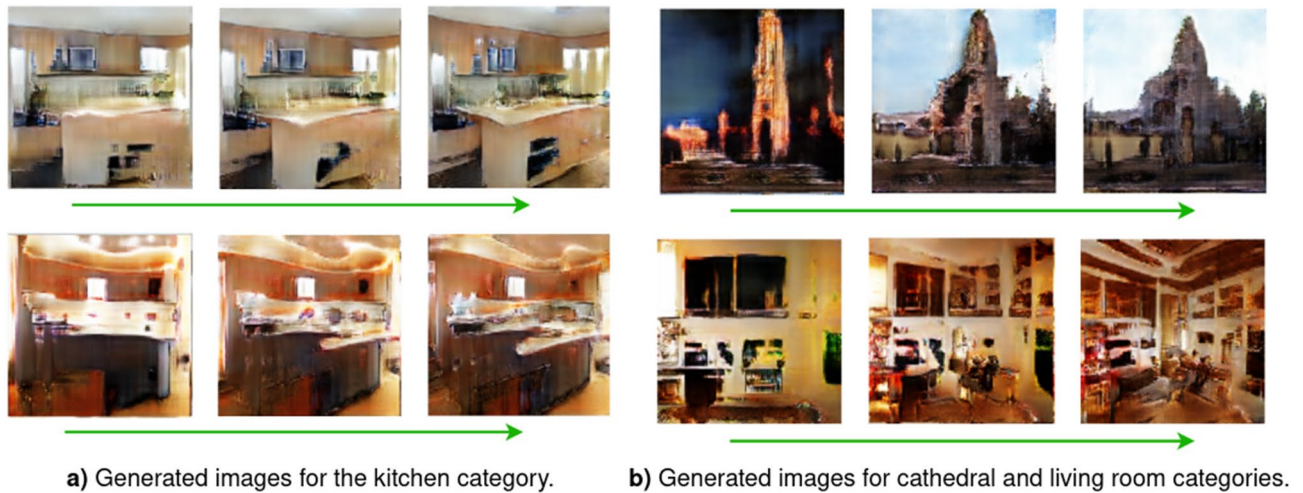 a) Generated images for the kitchen category.
b) Generated images for cathedral and living room categories.